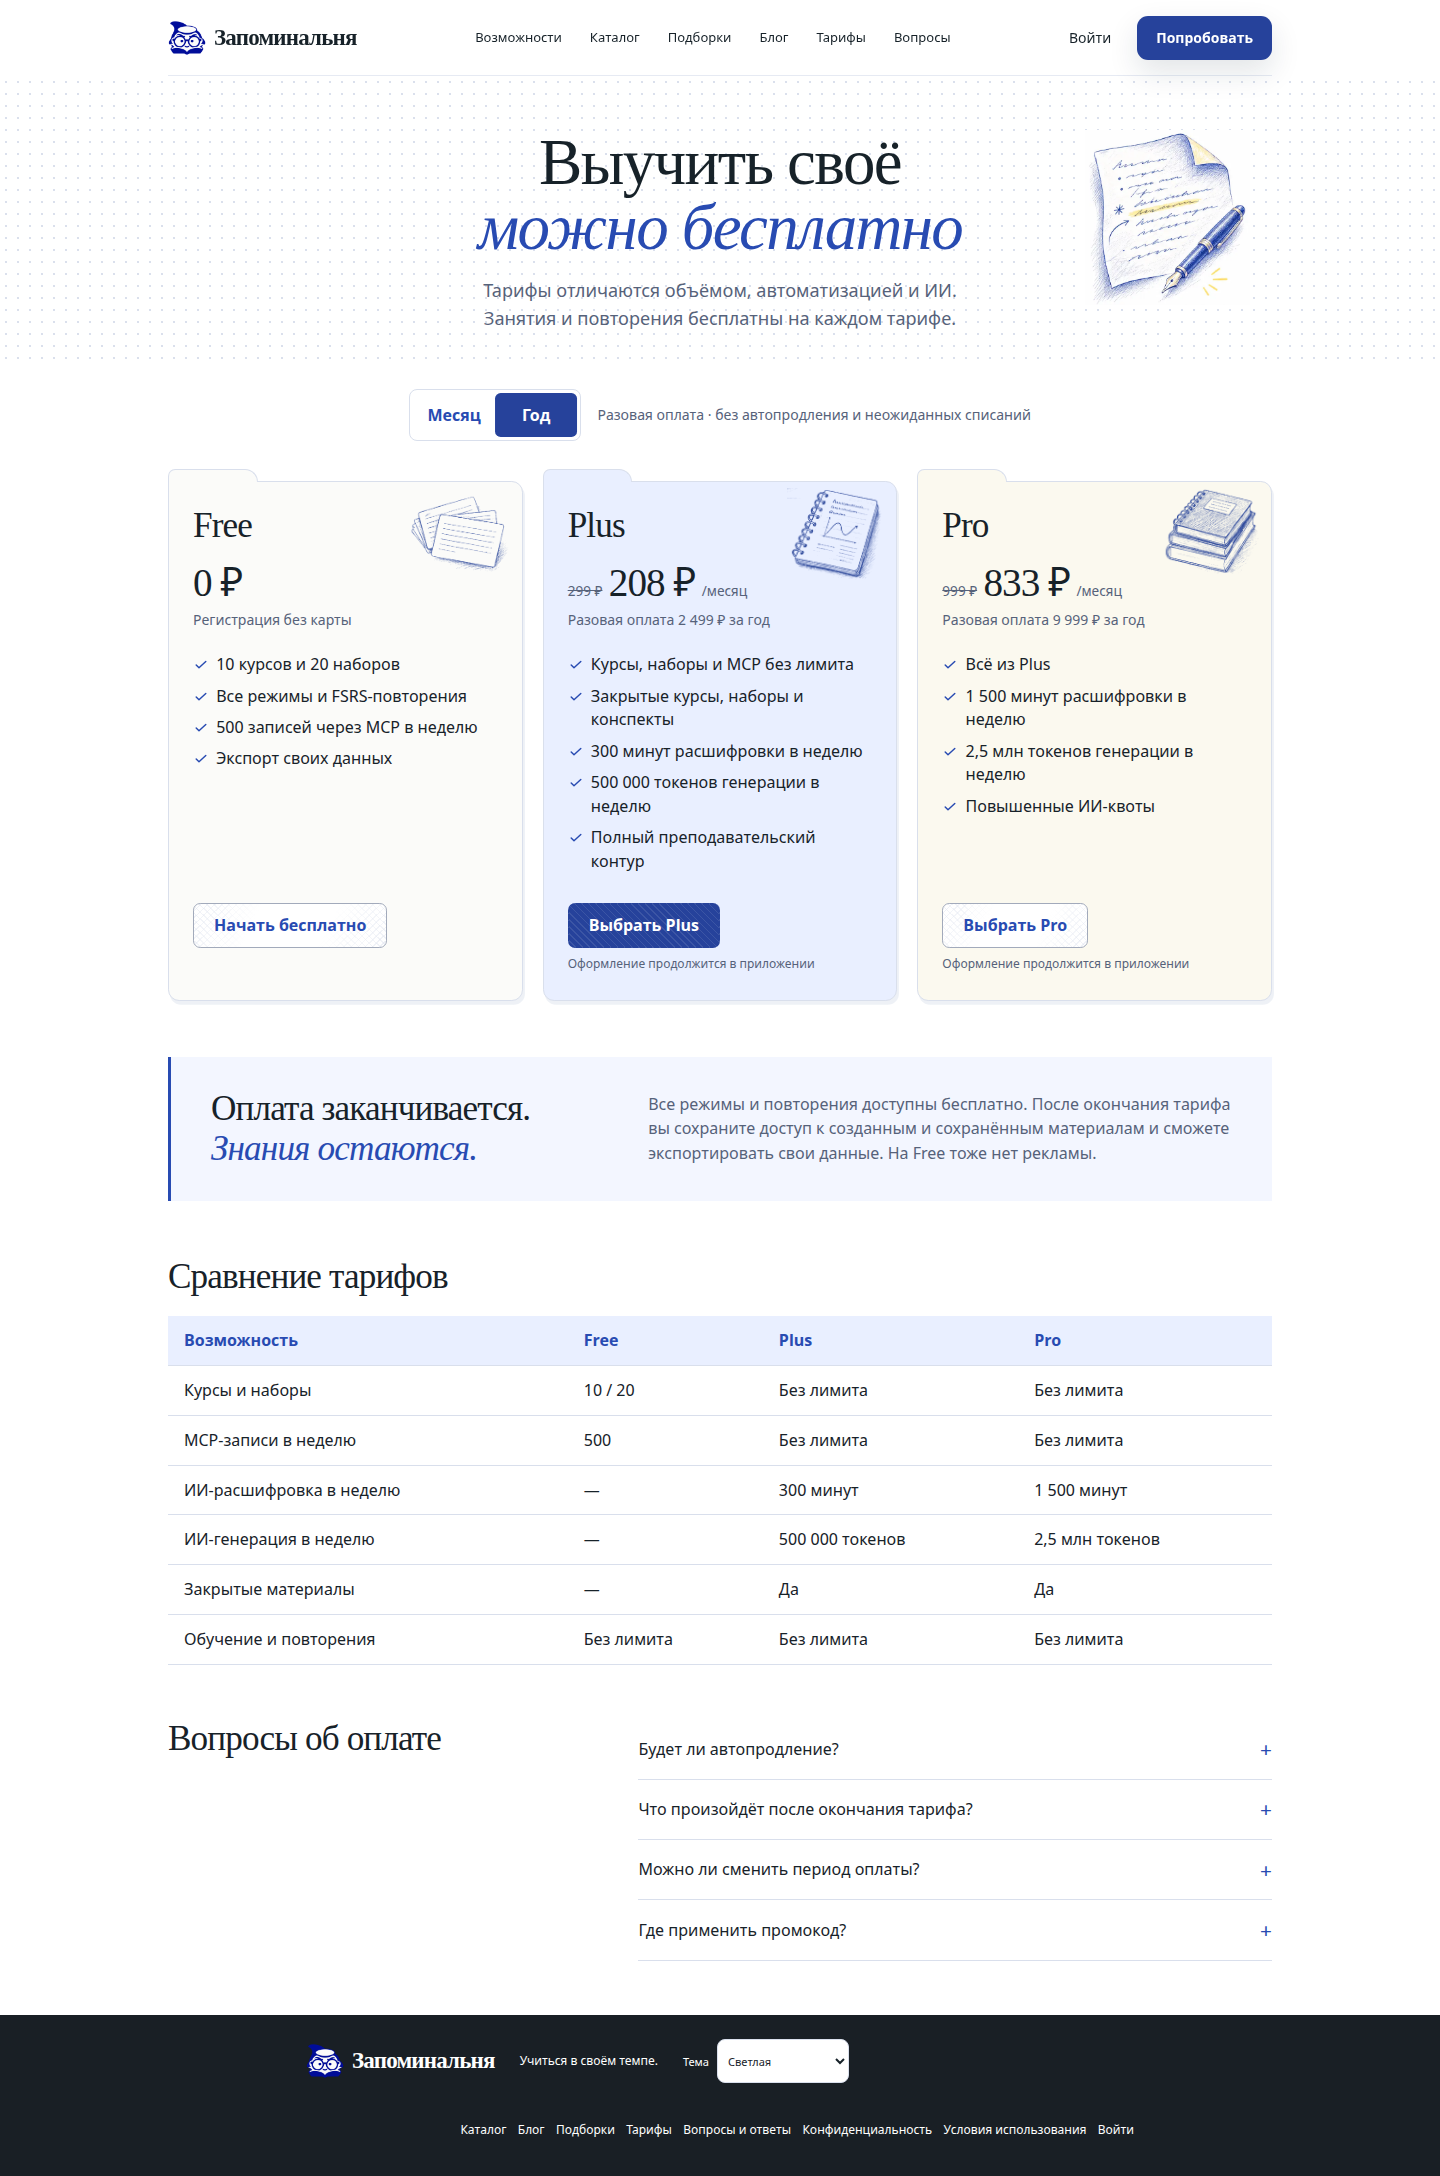 Запоминальня
Возможности Каталог Подборки Блог Тарифы Вопросы
Войти Попробовать
Выучить своё
можно бесплатно
Тарифы отличаются объёмом, автоматизацией и ИИ.
Занятия и повторения бесплатны на каждом тарифе.
Месяц Год Разовая оплата · без автопродления и неожиданных списаний
Free
0 ₽
Регистрация без карты
10 курсов и 20 наборов
Все режимы и FSRS-повторения
500 записей через MCP в неделю
Экспорт своих данных
Начать бесплатно
Plus
299 ₽ 208 ₽ /месяц
Разовая оплата 2 499 ₽ за год
Курсы, наборы и MCP без лимита
Закрытые курсы, наборы и
конспекты
300 минут расшифровки в неделю
500 000 токенов генерации в
неделю
Полный преподавательский
контур
Выбрать Plus
Оформление продолжится в приложении
Pro
999 ₽ 833 ₽ /месяц
Разовая оплата 9 999 ₽ за год
Всё из Plus
1 500 минут расшифровки в
неделю
2,5 млн токенов генерации в
неделю
Повышенные ИИ-квоты
Выбрать Pro
Оформление продолжится в приложении
Оплата заканчивается.
Знания остаются.
Все режимы и повторения доступны бесплатно. После окончания тарифа
вы сохраните доступ к созданным и сохранённым материалам и сможете
экспортировать свои данные. На Free тоже нет рекламы.
Сравнение тарифов
Возможность Free Plus Pro
Курсы и наборы 10 / 20 Без лимита Без лимита
MCP-записи в неделю 500 Без лимита Без лимита
ИИ-расшифровка в неделю — 300 минут 1 500 минут
ИИ-генерация в неделю — 500 000 токенов 2,5 млн токенов
Закрытые материалы — Да Да
Обучение и повторения Без лимита Без лимита Без лимита
Вопросы об оплате
Будет ли автопродление? +
Что произойдёт после окончания тарифа? +
Можно ли сменить период оплаты? +
Где применить промокод? +
Запоминальня Учиться в своём темпе. Тема Светлая
Каталог Блог Подборки Тарифы Вопросы и ответы Конфиденциальность Условия использования Войти